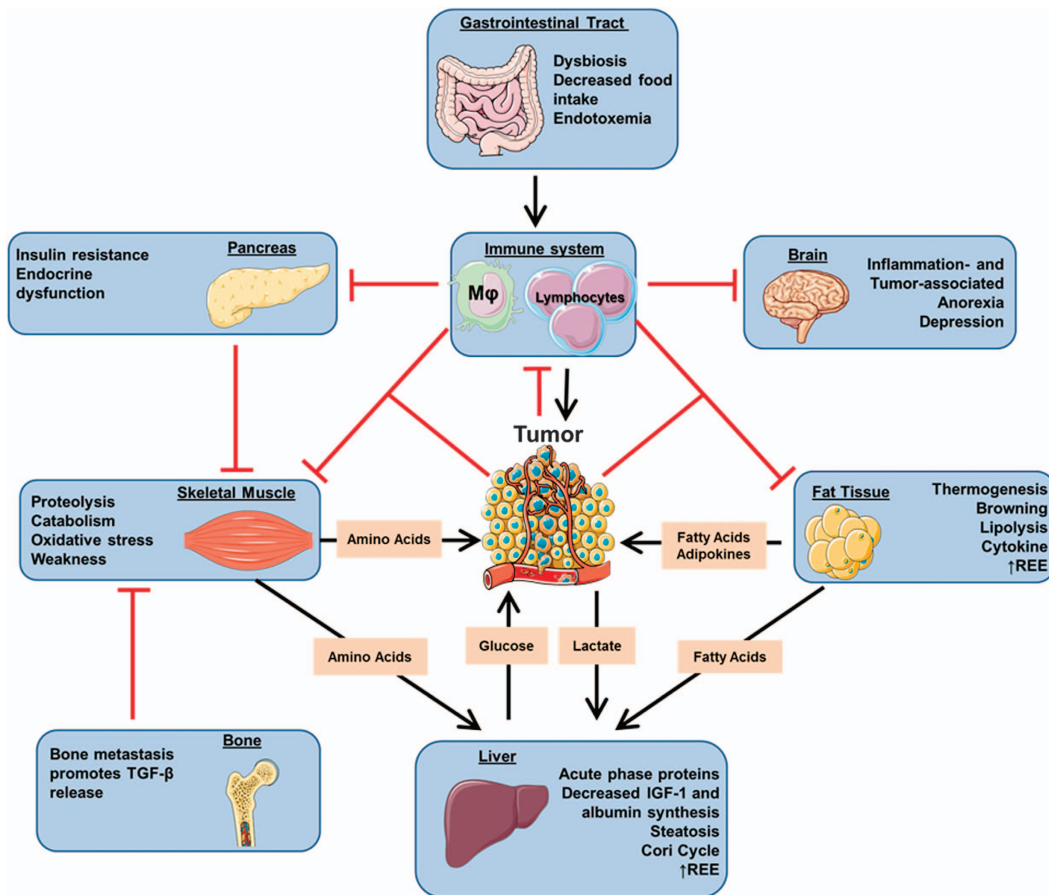 Gastrointestinal Tract
Dysbiosis
Decreased food
intake
Endotoxemia
Pancreas
Insulin resistance
Endocrine
dysfunction
Immune system
Mφ
Lymphocytes
Brain
Inflammation- and
Tumor-associated
Anorexia
Depression
Tumor
Skeletal Muscle
Proteolysis
Catabolism
Oxidative stress
Weakness
Amino Acids
Fatty Acids
Adipokines
Fat Tissue
Thermogenesis
Browning
Lipolysis
Cytokine
↑REE
Amino Acids
Glucose
Lactate
Fatty Acids
Bone
Bone metastasis
promotes TGF-β
release
Liver
Acute phase proteins
Decreased IGF-1 and
albumin synthesis
Steatosis
Cori Cycle
↑REE